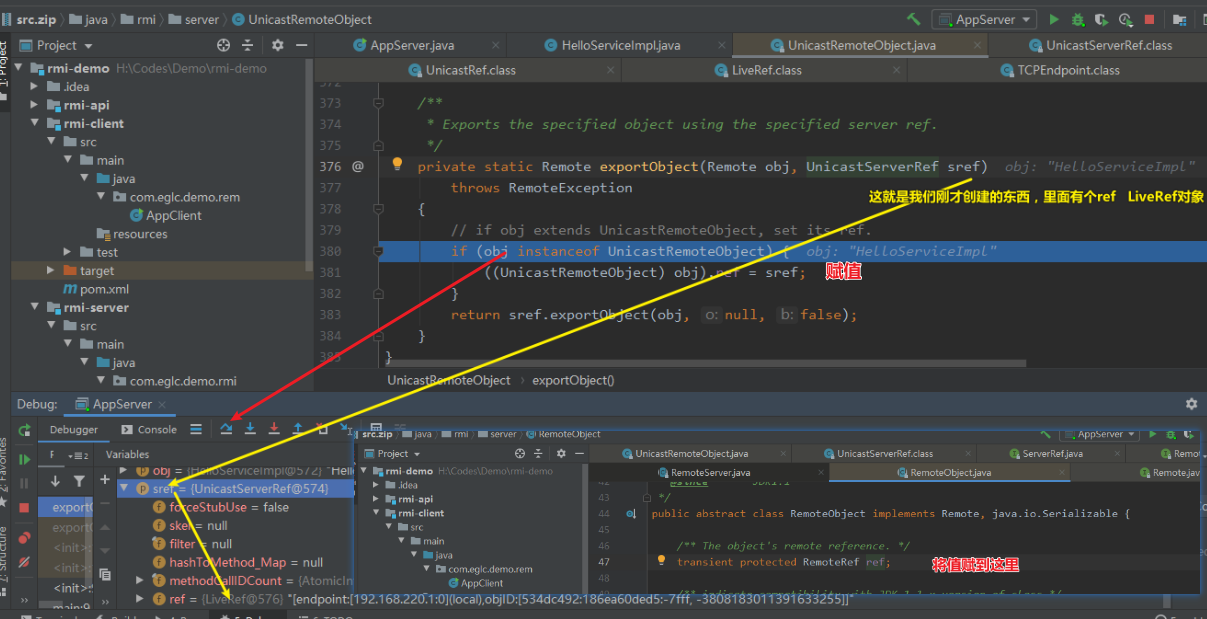 src.zip java rmi server UnicastRemoteObject AppServer
Project AppServer.java HelloServiceImpl.java UnicastRemoteObject.java UnicastServerRef.class
1: Project
UnicastRef.class LiveRef.class TCPEndpoint.class
rmi-demo H:\Codes\Demo\rmi-demo
.idea
rmi-api
rmi-client
src
main
java
com.eglc.demo.rem
AppClient
resources
test
target
pom.xml
rmi-server
src
main
java
com.eglc.demo.rmi
373 /**
374 * Exports the specified object using the specified server ref.
375 */
376 @ private static Remote exportObject(Remote obj, UnicastServerRef sref) obj: "HelloServiceImpl"
377 throws RemoteException
这就是我们刚才创建的东西，里面有个ref LiveRef对象
378 {
379 // if obj extends UnicastRemoteObject, set its ref.
380 if (obj instanceof UnicastRemoteObject) { obj: "HelloServiceImpl"
381 ((UnicastRemoteObject) obj).ref = sref; 赋值
382 }
383 return sref.exportObject(obj, o: null, b: false);
384 }
385 }
UnicastRemoteObject › exportObject()
Debug: AppServer
Debugger Console
F Variables
obj = {HelloServiceImpl@572} "Hello
sref = {UnicastServerRef@574}
forceStubUse = false
skel = null
filter = null
hashToMethod_Map = null
methodCallIDCount = {AtomicIn
ref = {LiveRef@576} "[endpoint:[192.168.220.1:0](local),objID:[534dc492:186ea60ded5:-7fff, -3808183011391633255]]"
exportO
exportO
<init>:
<init>:
<init>:9
main:9
2: Favorites
Structure
src.zip java rmi server RemoteObject AppServer
Project UnicastRemoteObject.java UnicastServerRef.class ServerRef.java Remot
RemoteServer.java RemoteObject.java Remote.java
rmi-demo H:\Codes\Demo\rmi-demo
.idea
rmi-api
rmi-client
src
main
java
com.eglc.demo.rem
AppClient
43 */
44 public abstract class RemoteObject implements Remote, java.io.Serializable {
45
46 /** The object's remote reference. */
47 transient protected RemoteRef ref; 将值赋到这里
48